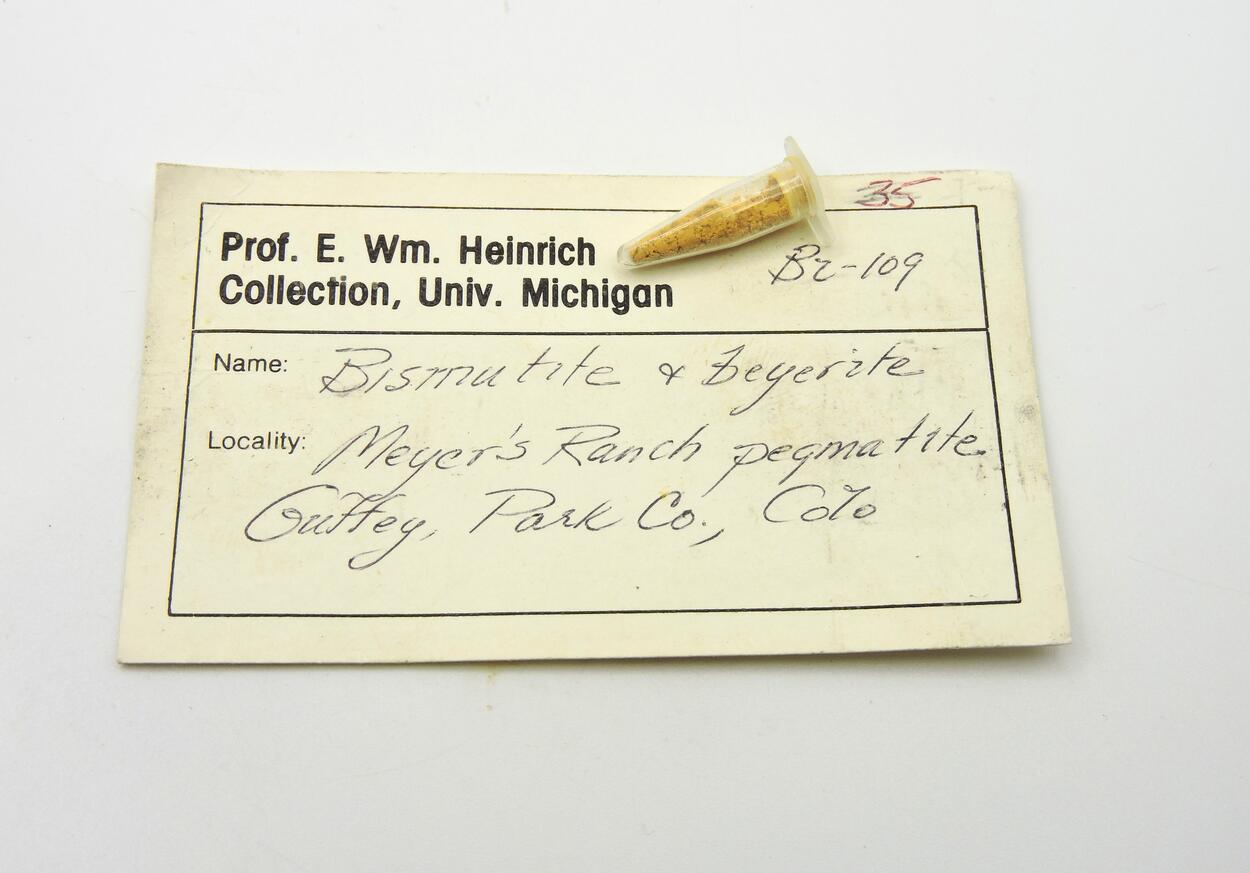 35
Prof. E. Wm. Heinrich
Collection, Univ. Michigan
Bi-109
Name: Bismutite & beyerite
Locality: Meyer's Ranch pegmatite
Guffey, Park Co., Colo